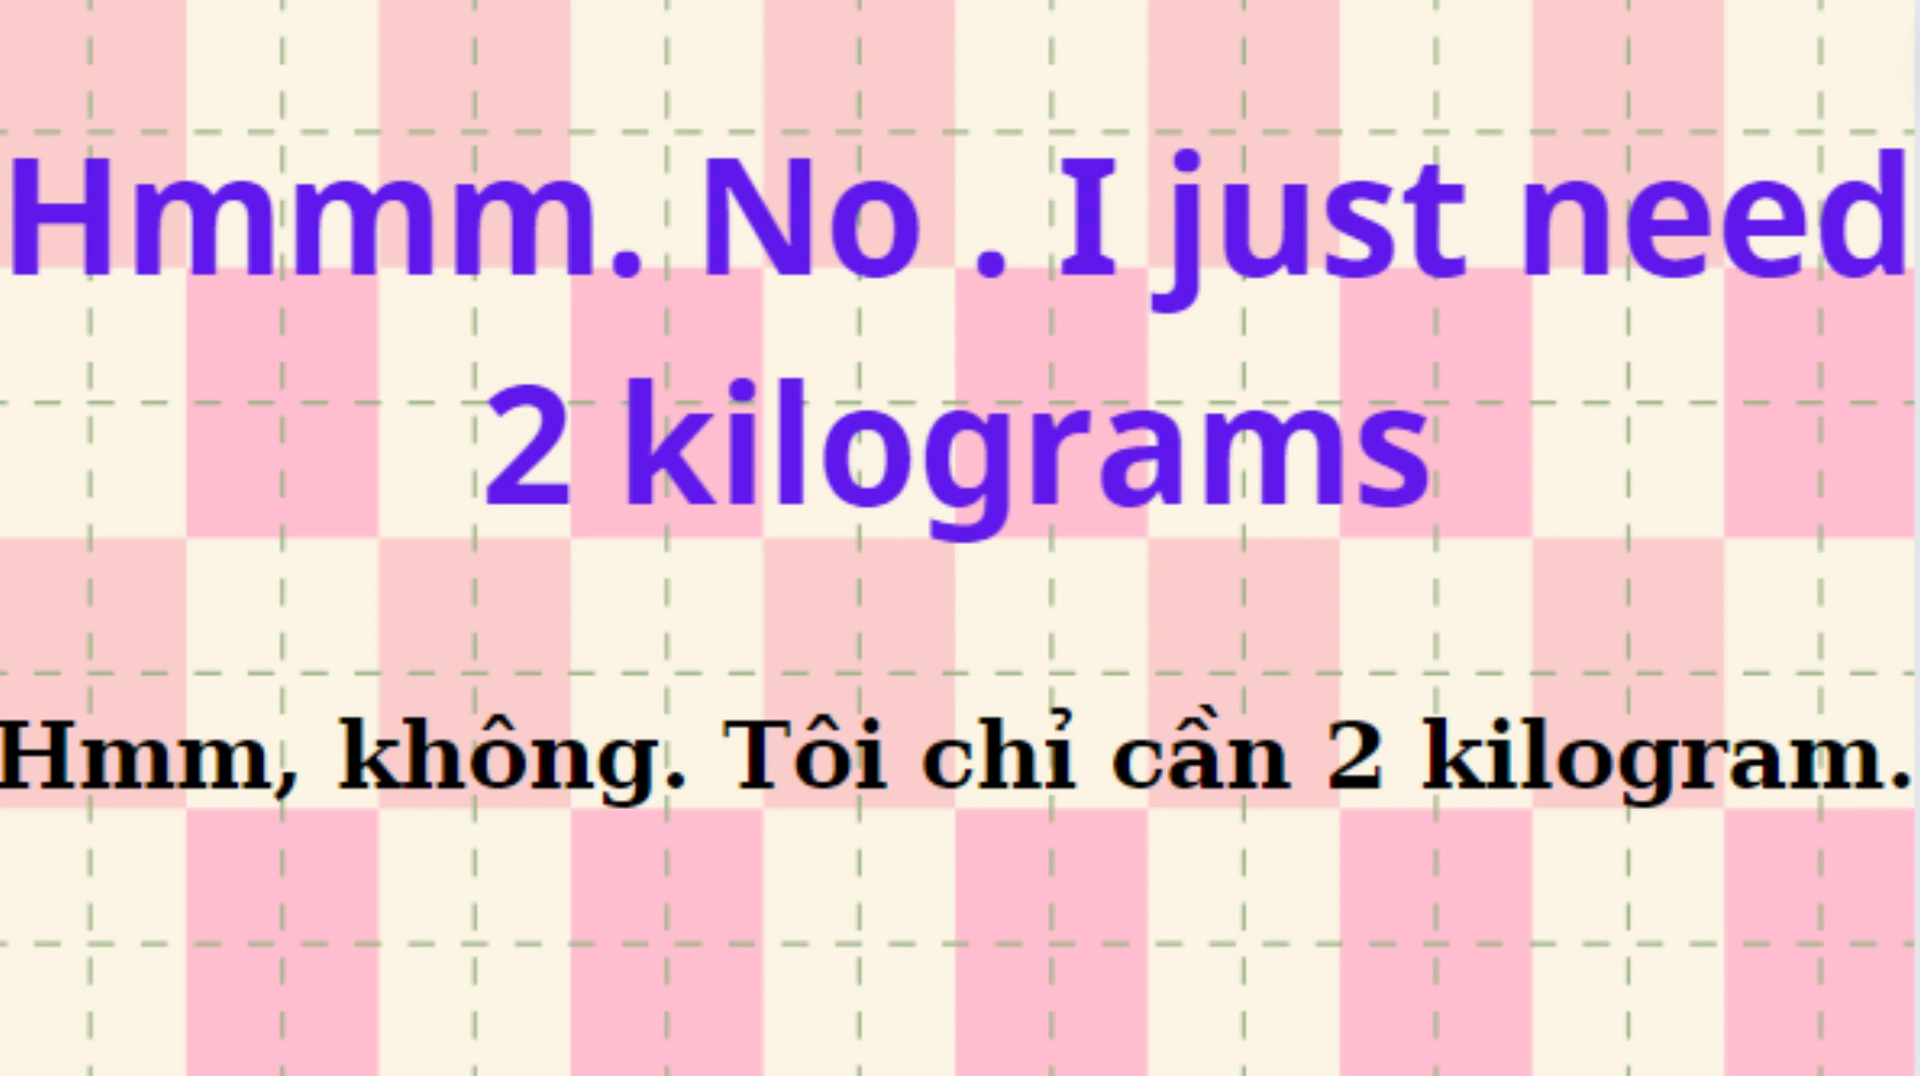 Hmmm. No . I just need
2 kilograms
Hmm, không. Tôi chỉ cần 2 kilogram.